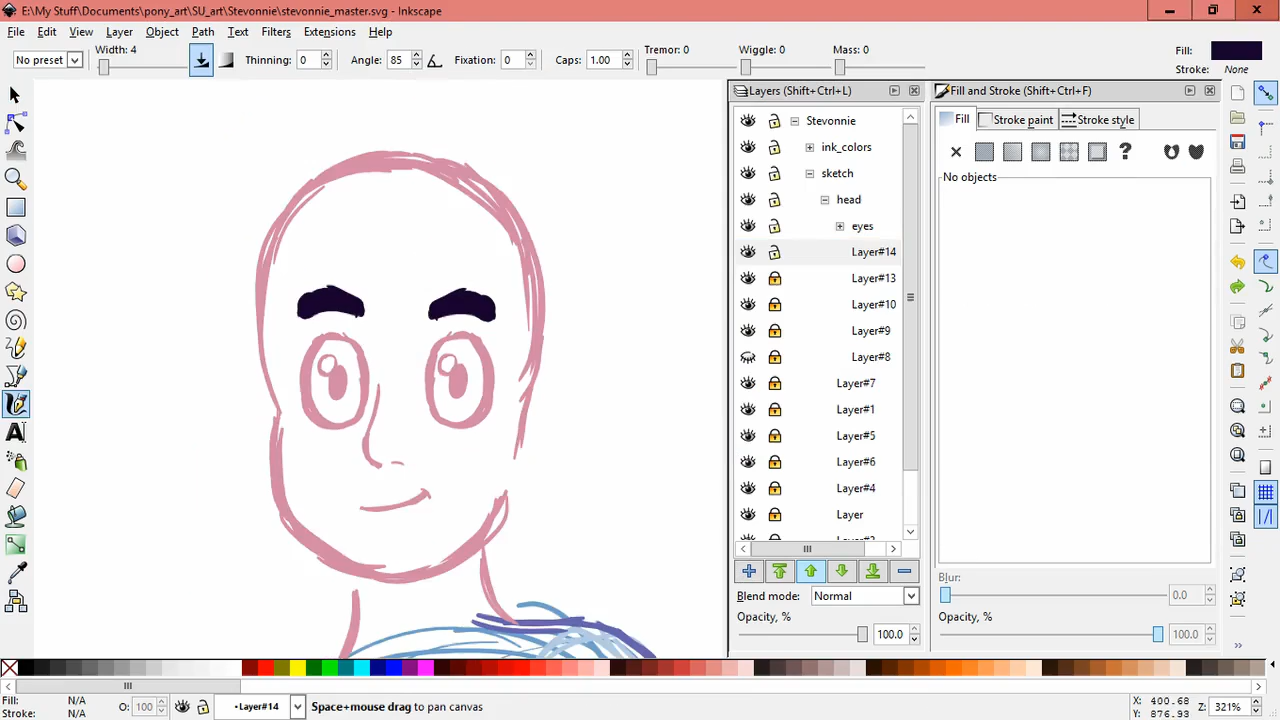 E:\My Stuff\Documents\pony_art\SU_art\Stevonnie\stevonnie_master.svg - Inkscape
File Edit View Layer Object Path Text Filters Extensions Help
No preset Width: 4 Thinning: 0 Angle: 85 Fixation: 0 Caps: 1.00 Tremor: 0 Wiggle: 0 Mass: 0 Fill:
Stroke: None
Layers (Shift+Ctrl+L) Fill and Stroke (Shift+Ctrl+F)
Stevonnie Fill Stroke paint Stroke style
ink_colors
sketch ?
No objects
head
eyes
Layer#14
Layer#13
Layer#10
Layer#9
Layer#8
Layer#7
Layer#1
Layer#5
Layer#6
Layer#4
Layer
Blur:
0.0
Blend mode: Normal
Opacity, % Opacity, %
100.0 100.0
Fill: N/A
Stroke: N/A
O: 100 •Layer#14 Space+mouse drag to pan canvas
X: 400.68
Y: 976.93
Z: 321%